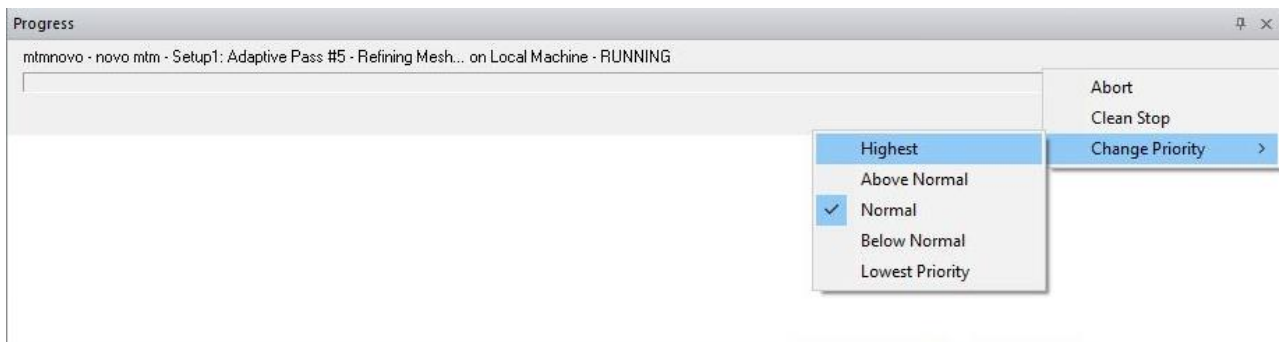 Progress
mtmnovo - novo mtm - Setup1: Adaptive Pass #5 - Refining Mesh... on Local Machine - RUNNING
Abort
Clean Stop
Change Priority
Highest
Above Normal
Normal
Below Normal
Lowest Priority